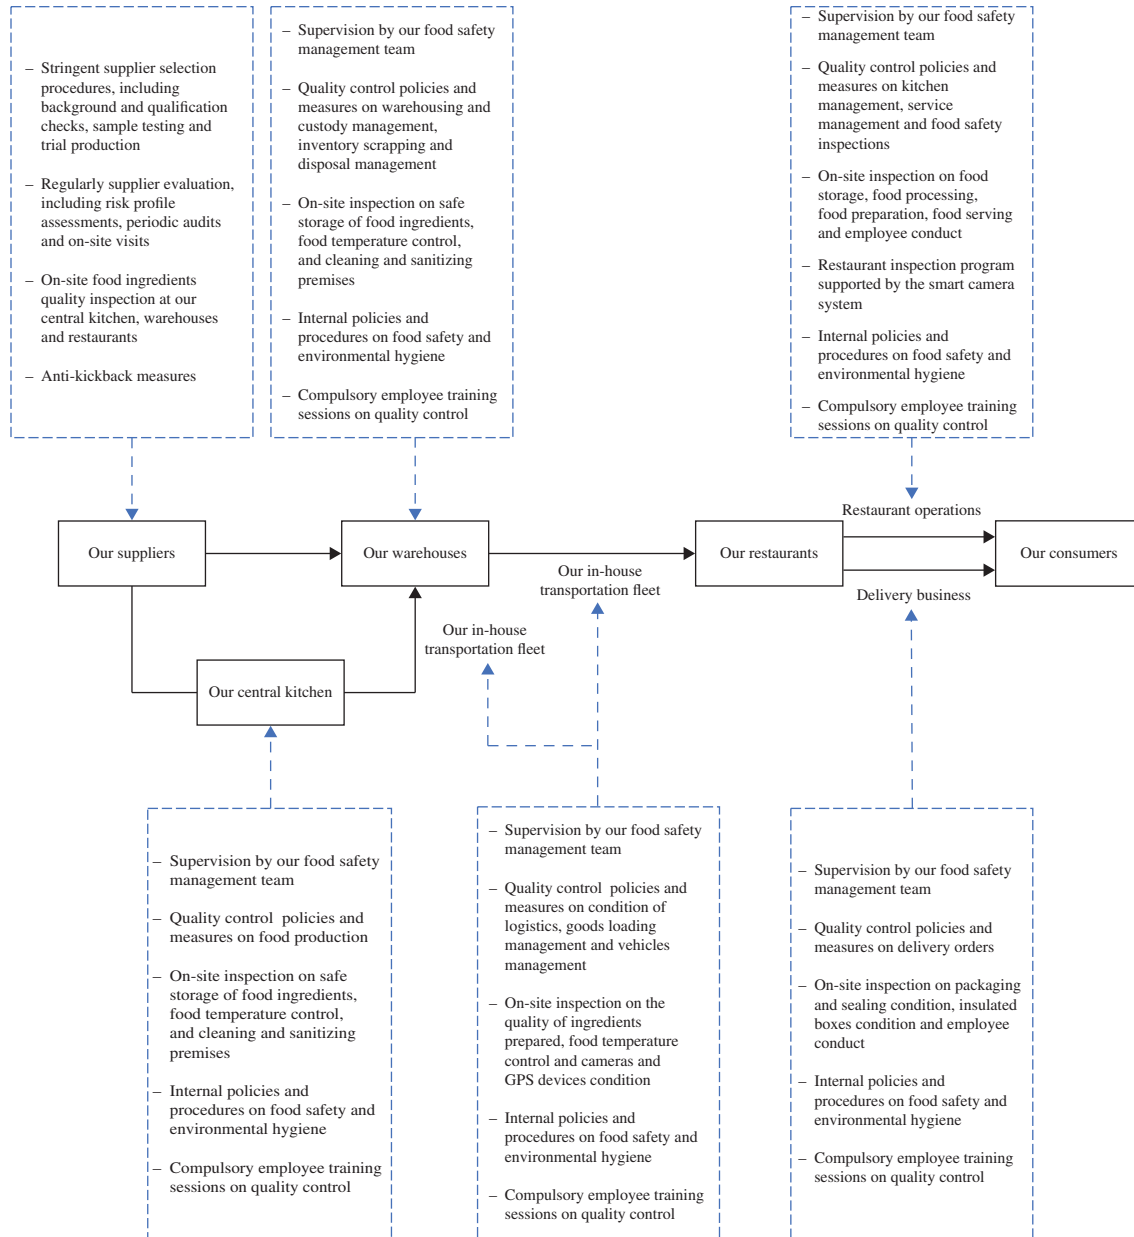 – Stringent supplier selection
procedures, including
background and qualification
checks, sample testing and
trial production
– Regularly supplier evaluation,
including risk profile
assessments, periodic audits
and on-site visits
– On-site food ingredients
quality inspection at our
central kitchen, warehouses
and restaurants
– Anti-kickback measures
– Supervision by our food safety
management team
– Quality control policies and
measures on warehousing and
custody management,
inventory scrapping and
disposal management
– On-site inspection on safe
storage of food ingredients,
food temperature control,
and cleaning and sanitizing
premises
– Internal policies and
procedures on food safety and
environmental hygiene
– Compulsory employee training
sessions on quality control
– Supervision by our food safety
management team
– Quality control policies and
measures on kitchen
management, service
management and food safety
inspections
– On-site inspection on food
storage, food processing,
food preparation, food serving
and employee conduct
– Restaurant inspection program
supported by the smart camera
system
– Internal policies and
procedures on food safety and
environmental hygiene
– Compulsory employee training
sessions on quality control
Our suppliers
Our warehouses
Our in-house
transportation fleet
Our in-house
transportation fleet
Our restaurants
Restaurant operations
Delivery business
Our consumers
Our central kitchen
– Supervision by our food safety
management team
– Quality control policies and
measures on food production
– On-site inspection on safe
storage of food ingredients,
food temperature control,
and cleaning and sanitizing
premises
– Internal policies and
procedures on food safety and
environmental hygiene
– Compulsory employee training
sessions on quality control
– Supervision by our food safety
management team
– Quality control policies and
measures on condition of
logistics, goods loading
management and vehicles
management
– On-site inspection on the
quality of ingredients
prepared, food temperature
control and cameras and
GPS devices condition
– Internal policies and
procedures on food safety and
environmental hygiene
– Compulsory employee training
sessions on quality control
– Supervision by our food safety
management team
– Quality control policies and
measures on delivery orders
– On-site inspection on packaging
and sealing condition, insulated
boxes condition and employee
conduct
– Internal policies and
procedures on food safety and
environmental hygiene
– Compulsory employee training
sessions on quality control